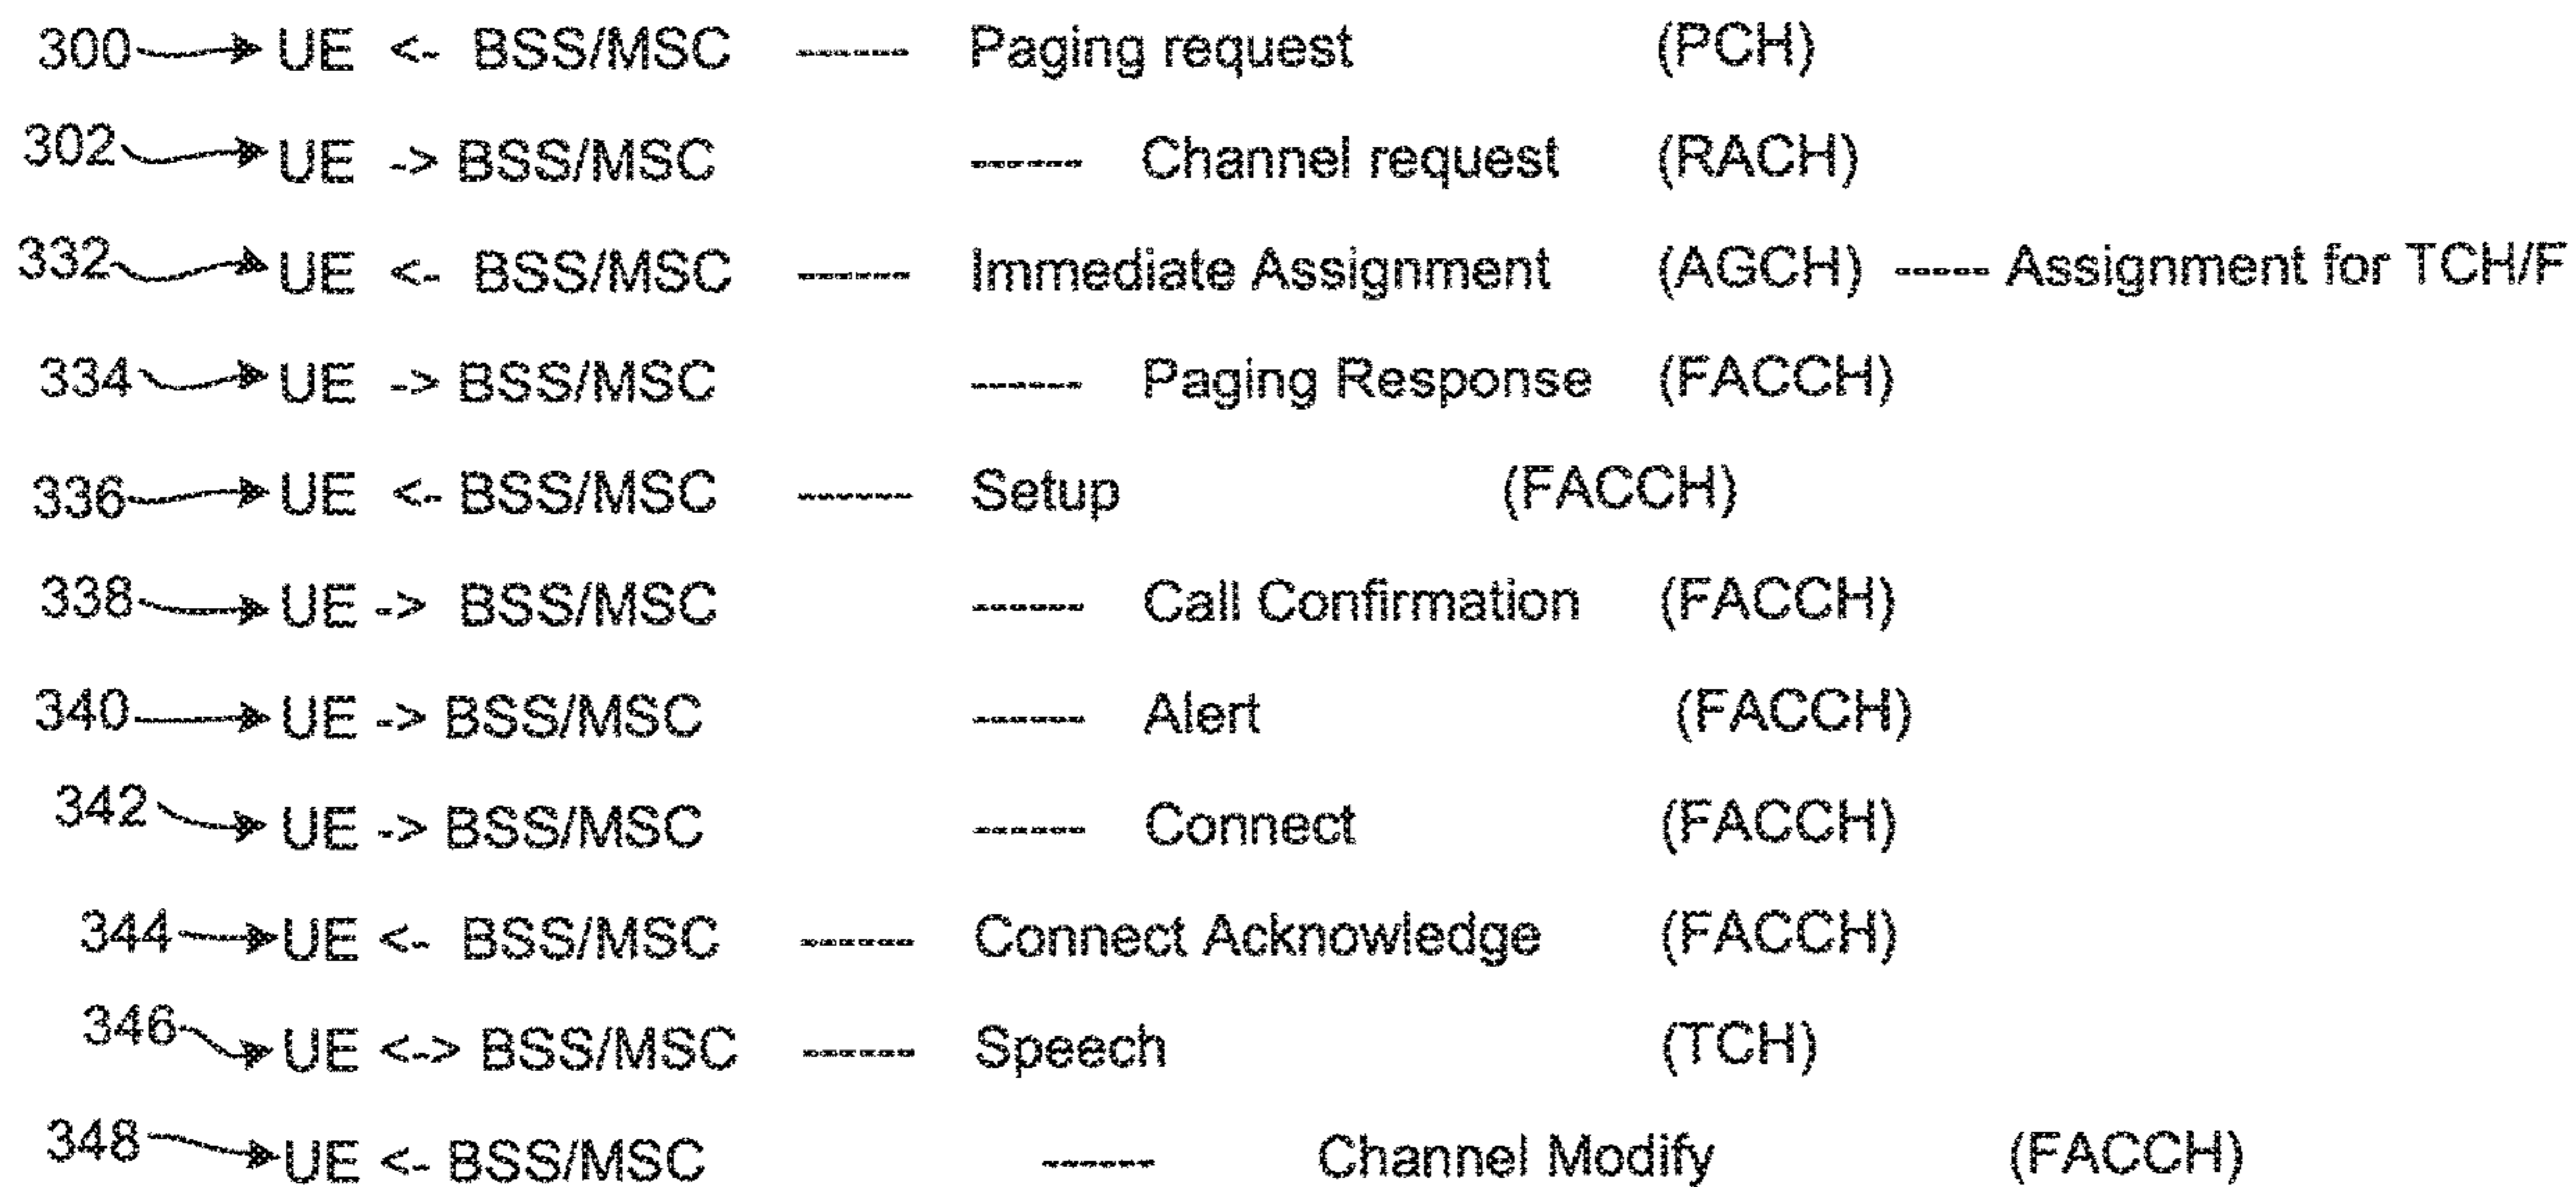 300 UE <- BSS/MSC ------ Paging request (PCH)
302 UE -> BSS/MSC ------ Channel request (RACH)
332 UE <- BSS/MSC ------ Immediate Assignment (AGCH) ----- Assignment for TCH/F
334 UE -> BSS/MSC ------ Paging Response (FACCH)
336 UE <- BSS/MSC ------ Setup (FACCH)
338 UE -> BSS/MSC ------ Call Confirmation (FACCH)
340 UE -> BSS/MSC ------ Alert (FACCH)
342 UE -> BSS/MSC ------ Connect (FACCH)
344 UE <- BSS/MSC ------ Connect Acknowledge (FACCH)
346 UE <-> BSS/MSC ------ Speech (TCH)
348 UE <- BSS/MSC ------ Channel Modify (FACCH)